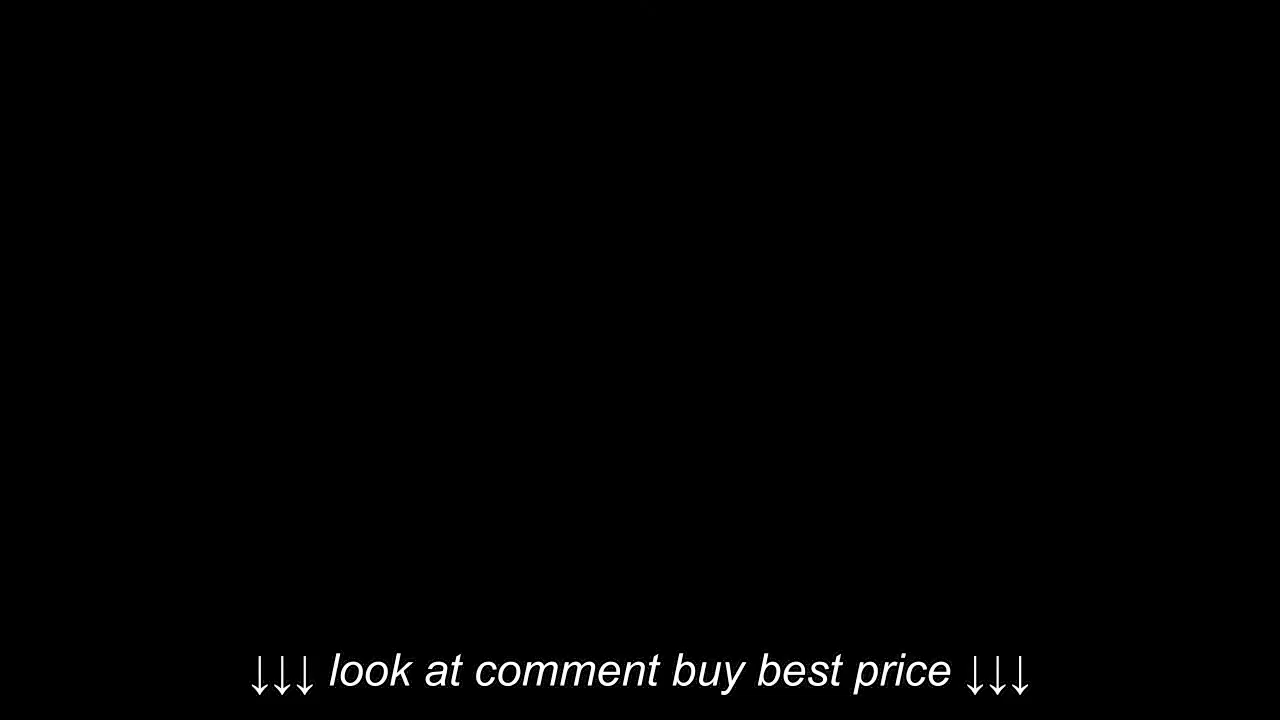 ↓↓↓ look at comment buy best price ↓↓↓